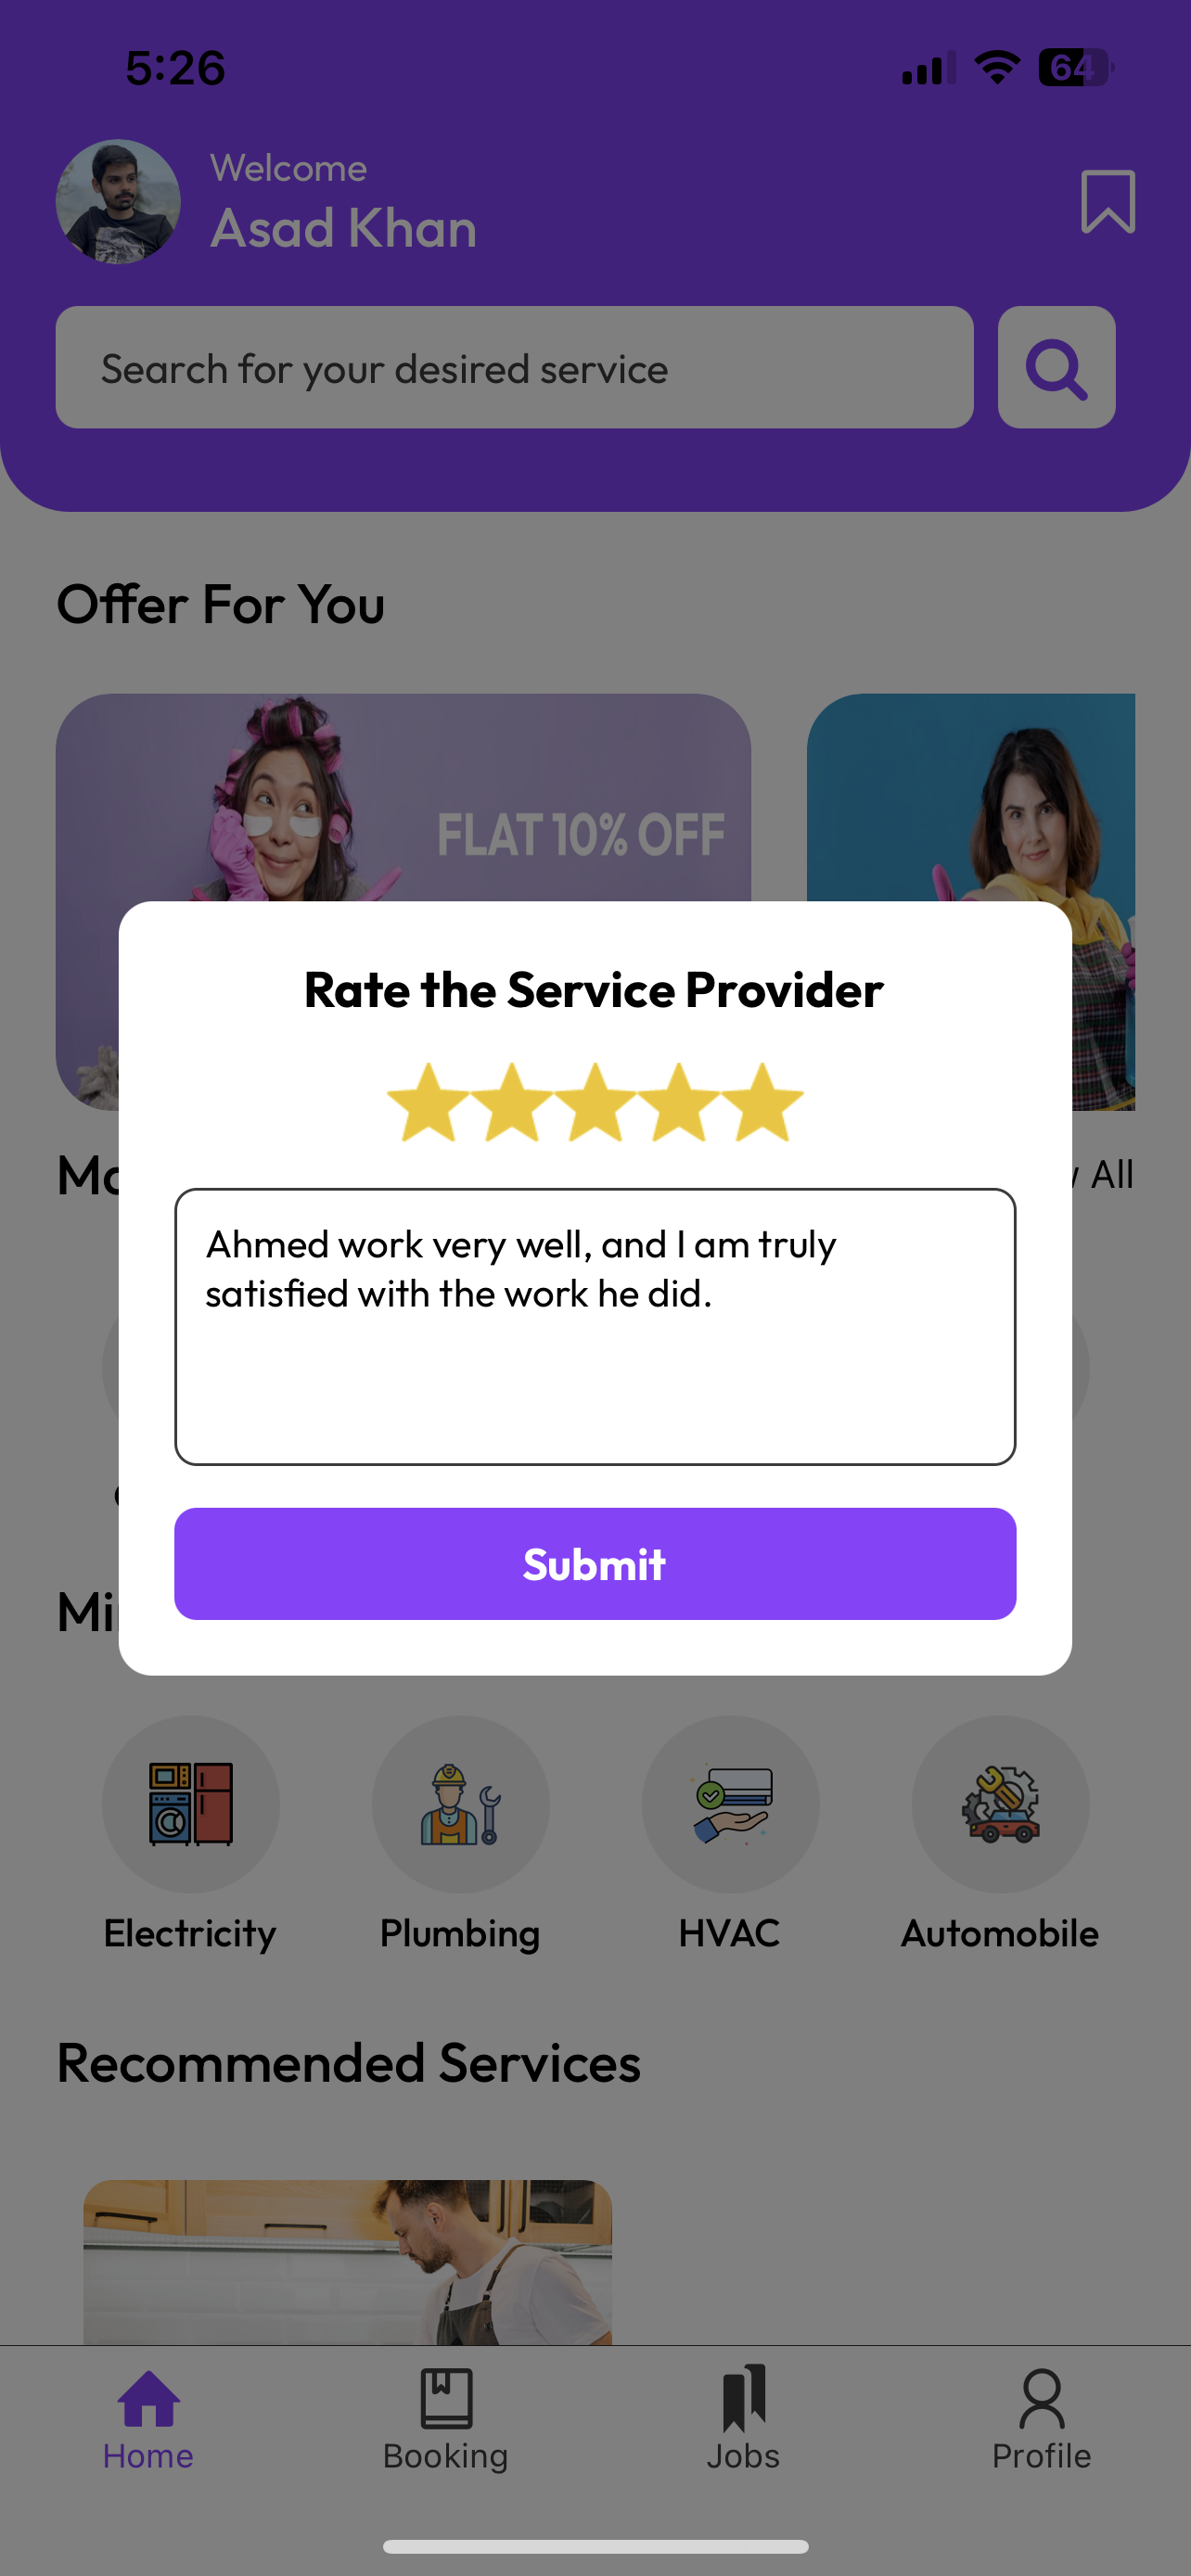 5:26
64
Welcome
Asad Khan
Search for your desired service
Offer For You
FLAT 10% OFF
Rate the Service Provider
All
Ahmed work very well, and I am truly
satisfied with the work he did.
Submit
Electricity
Plumbing
HVAC
Automobile
Recommended Services
Home
Booking
Jobs
Profile